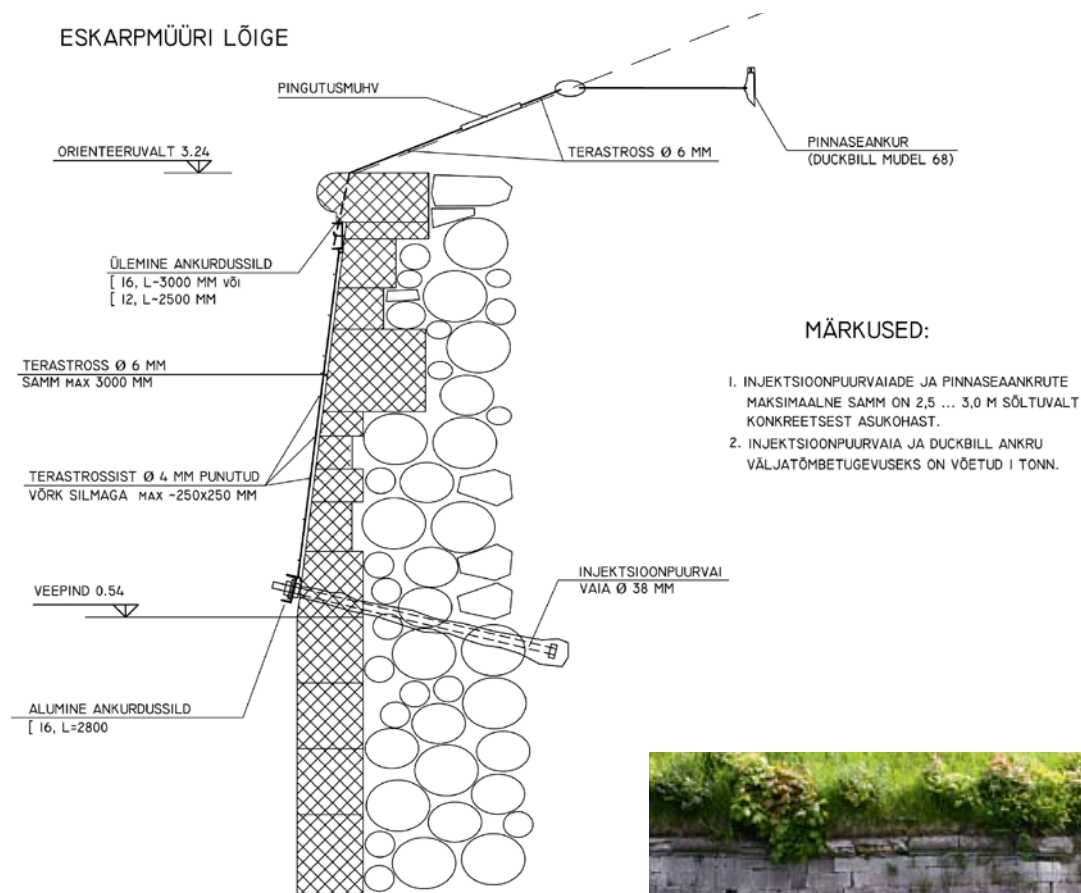 ESKARPMÜÜRI LÕIGE
PINGUTUSMUHV
ORIENTEERUVALT 3.24
TERASTROSS Ø 6 MM
PINNASEANKUR
(DUCKBILL MUDEL 68)
ÜLEMINE ANKURDUSSILD
[ 16, L~3000 MM VÕI
[ 12, L~2500 MM
MÄRKUSED:
TERASTROSS Ø 6 MM
SAMM MAX 3000 MM
1. INJEKTSIOONPUURVAIADE JA PINNASEAANKRUTE
MAKSIMAALNE SAMM ON 2,5 ... 3,0 M SÕLTUVALT
KONKREETSEST ASUKOHAST.
2. INJEKTSIOONPUURVAIA JA DUCKBILL ANKRU
VÄLJATÕMBETUGEVUSEKS ON VÕETUD 1 TONN.
TERASTROSSIST Ø 4 MM PUNUTUD
VÕRK SILMAGA MAX ~250x250 MM
INJEKTSIOONPUURVAI
VAIA Ø 38 MM
VEEPIND 0.54
ALUMINE ANKURDUSSILD
[ 16, L=2800